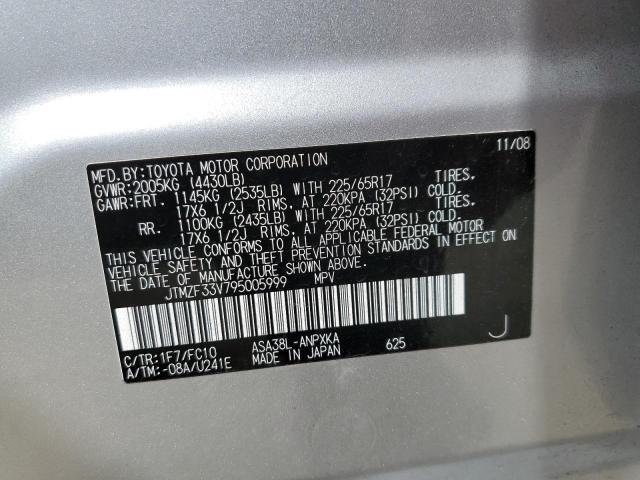 11/08
MFD.BY:TOYOTA MOTOR CORPORATION
GVWR:2005KG (4430LB)
GAWR:FRT. 1145KG (2535LB) WITH 225/65R17 TIRES.
17X6 1/2J RIMS. AT 220KPA (32PSI) COLD.
RR. 1100KG (2435LB) WITH 225/65R17 TIRES.
17X6 1/2J RIMS. AT 220KPA (32PSI) COLD.
THIS VEHICLE CONFORMS TO ALL APPLICABLE FEDERAL MOTOR
VEHICLE SAFETY AND THEFT PREVENTION STANDARDS IN EFFECT ON
THE DATE OF MANUFACTURE SHOWN ABOVE.
JTMZF33V795005999 MPV
C/TR:1F7/FC10 ASA38L-ANPXKA
A/TM:-08A/U241E MADE IN JAPAN 625
J